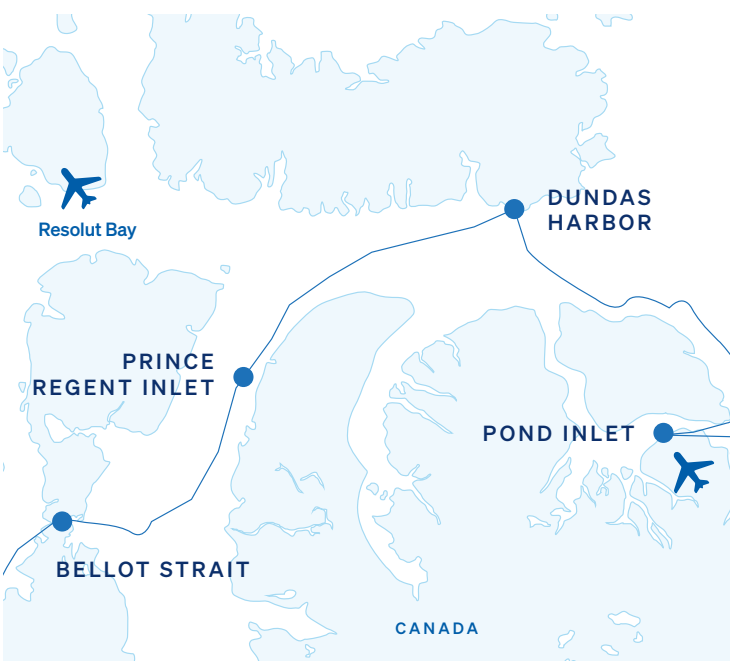 DUNDAS
HARBOR
Resolut Bay
PRINCE
REGENT INLET
POND INLET
BELLOT STRAIT
CANADA